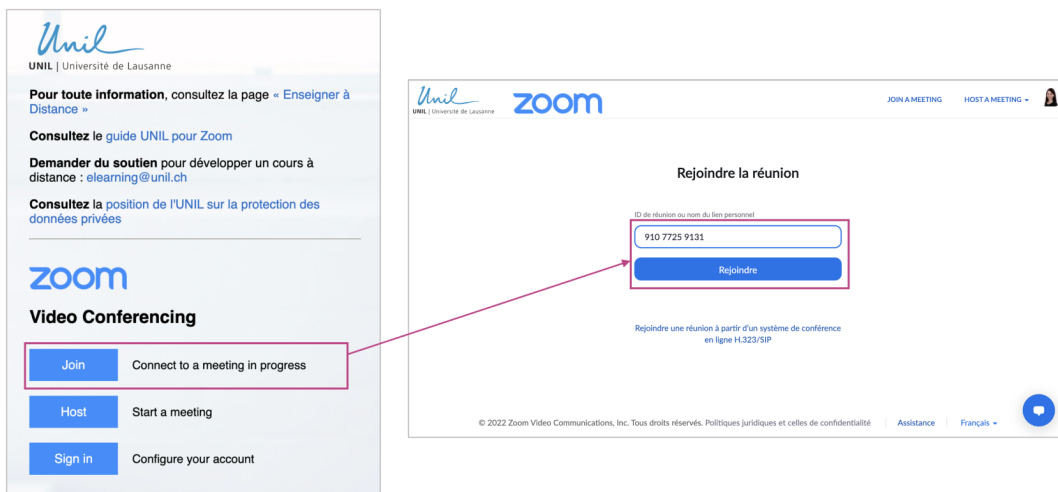 Unil
UNIL | Université de Lausanne
Pour toute information, consultez la page « Enseigner à
Distance »
Consultez le guide UNIL pour Zoom
Demander du soutien pour développer un cours à
distance : elearning@unil.ch
Consultez la position de l'UNIL sur la protection des
données privées
zoom
Video Conferencing
Join Connect to a meeting in progress
Host Start a meeting
Sign in Configure your account
Unil
UNIL | Université de Lausanne
zoom
JOIN A MEETING HOST A MEETING
Rejoindre la réunion
ID de réunion ou nom du lien personnel
910 7725 9131
Rejoindre
Rejoindre une réunion à partir d'un système de conférence
en ligne H.323/SIP
© 2022 Zoom Video Communications, Inc. Tous droits réservés. Politiques juridiques et celles de confidentialité Assistance Français